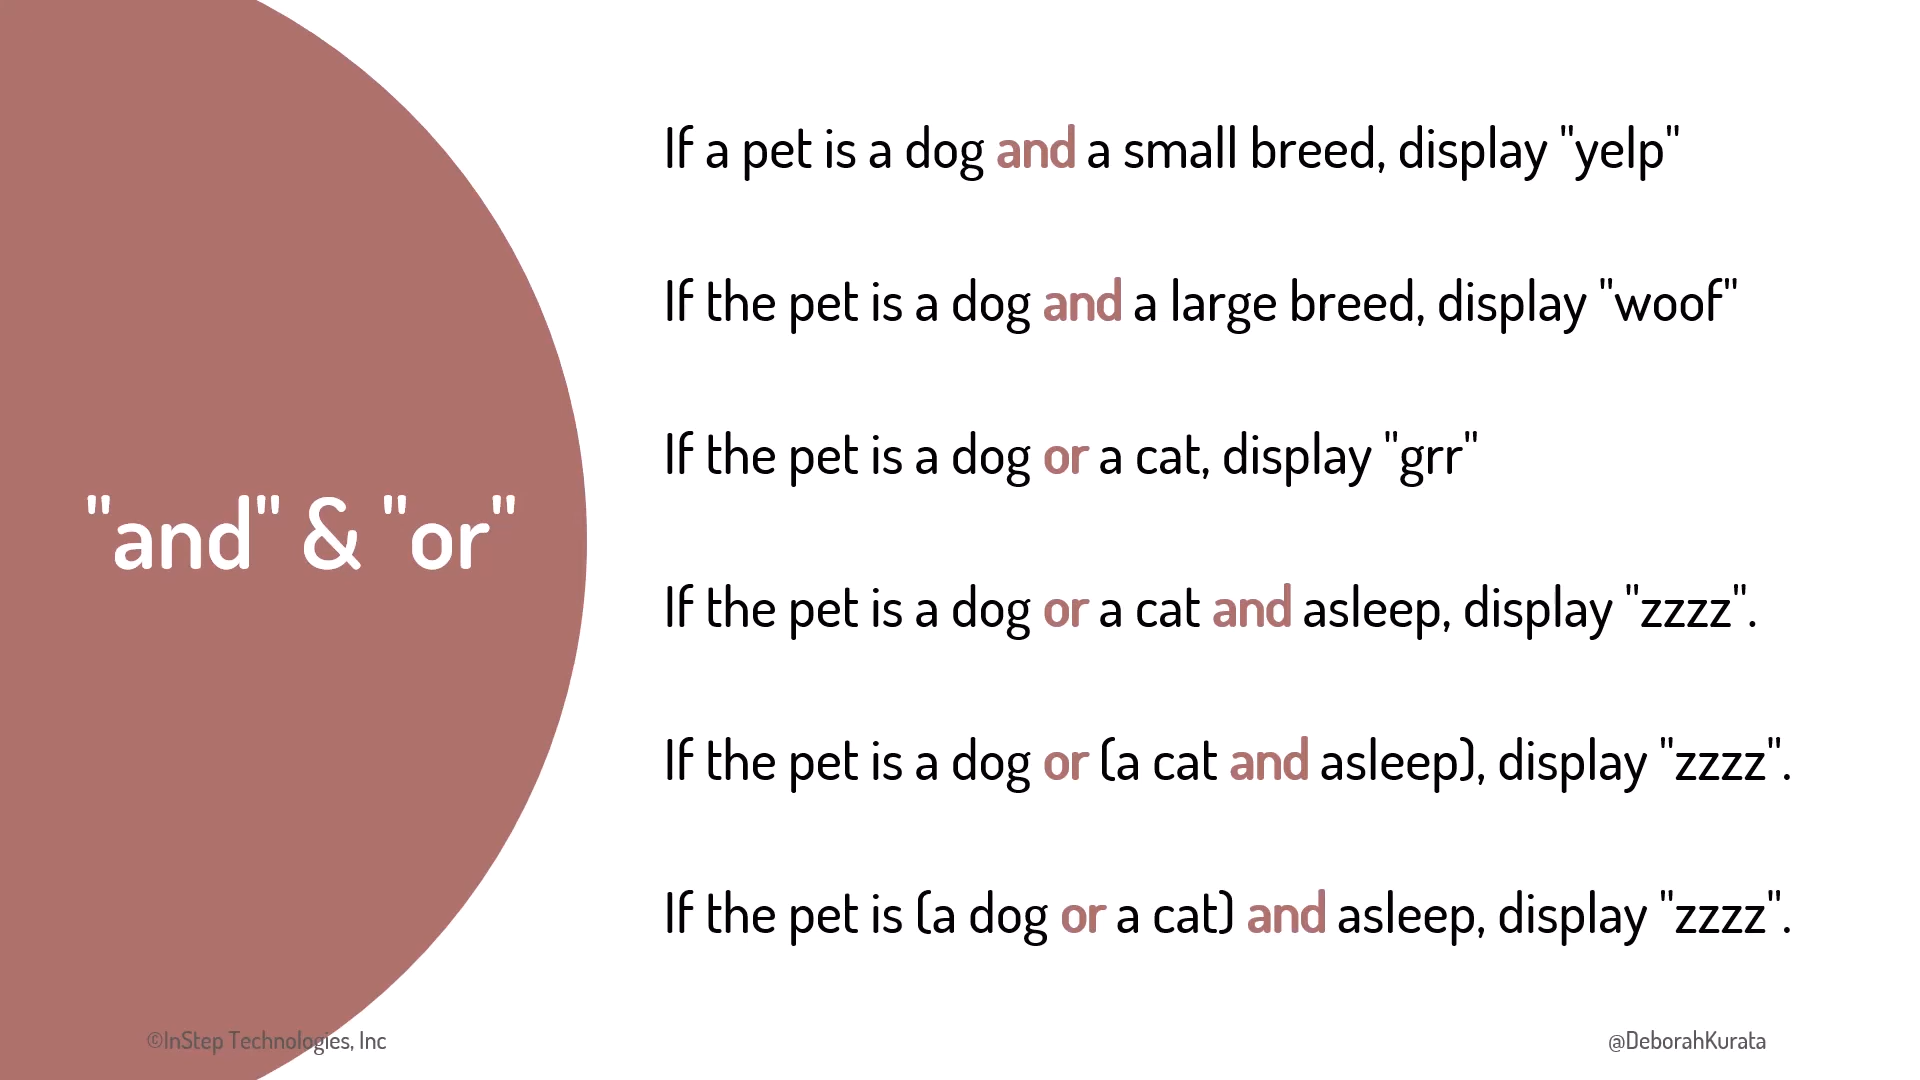 "and" & "or"
If a pet is a dog and a small breed, display "yelp"
If the pet is a dog and a large breed, display "woof"
If the pet is a dog or a cat, display "grr"
If the pet is a dog or a cat and asleep, display "zzzz".
If the pet is a dog or (a cat and asleep), display "zzzz".
If the pet is (a dog or a cat) and asleep, display "zzzz".
©InStep Technologies, Inc
@DeborahKurata